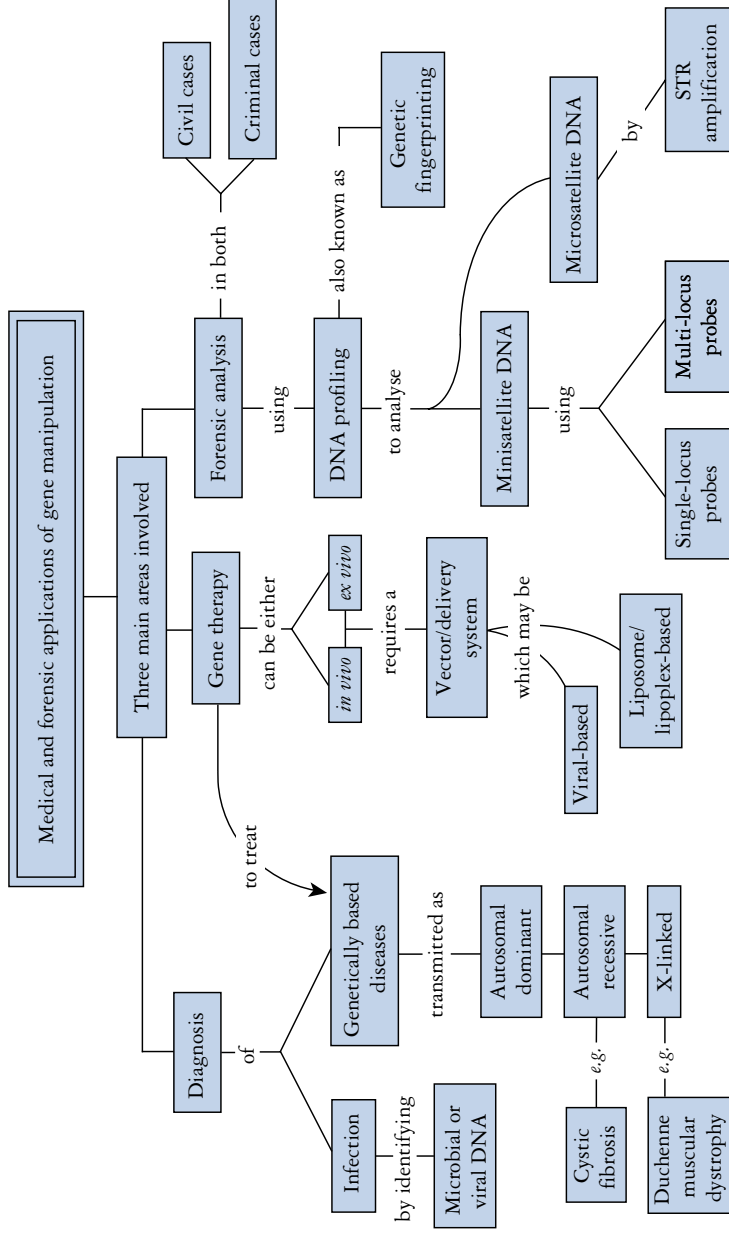 Medical and forensic applications of gene manipulation
Three main areas involved
Diagnosis
of
Infection
by identifying
Microbial or
viral DNA
Genetically based
diseases
transmitted as
Autosomal
dominant
Autosomal
recessive
e.g.
Cystic
fibrosis
X-linked
e.g.
Duchenne
muscular
dystrophy
Gene therapy
to treat
can be either
in vivo
ex vivo
requires a
Vector/delivery
system
which may be
Viral-based
Liposome/
lipoplex-based
Forensic analysis
in both
Civil cases
Criminal cases
using
DNA profiling
also known as
Genetic
fingerprinting
to analyse
Minisatellite DNA
using
Single-locus
probes
Multi-locus
probes
Microsatellite DNA
by
STR
amplification